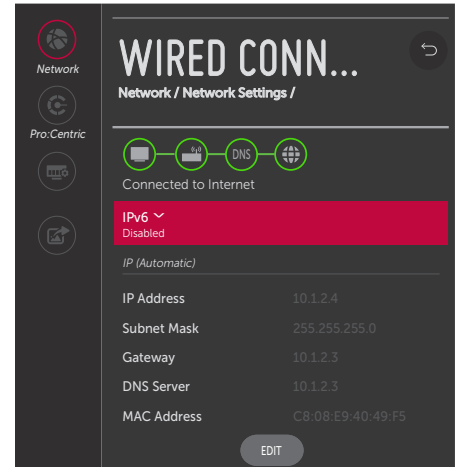 Network
Pro:Centric
WIRED CONN...
Network / Network Settings /
DNS
Connected to Internet
IPv6
Disabled
IP (Automatic)
IP Address 10.1.2.4
Subnet Mask 255.255.255.0
Gateway 10.1.2.3
DNS Server 10.1.2.3
MAC Address C8:08:E9:40:49:F5
EDIT